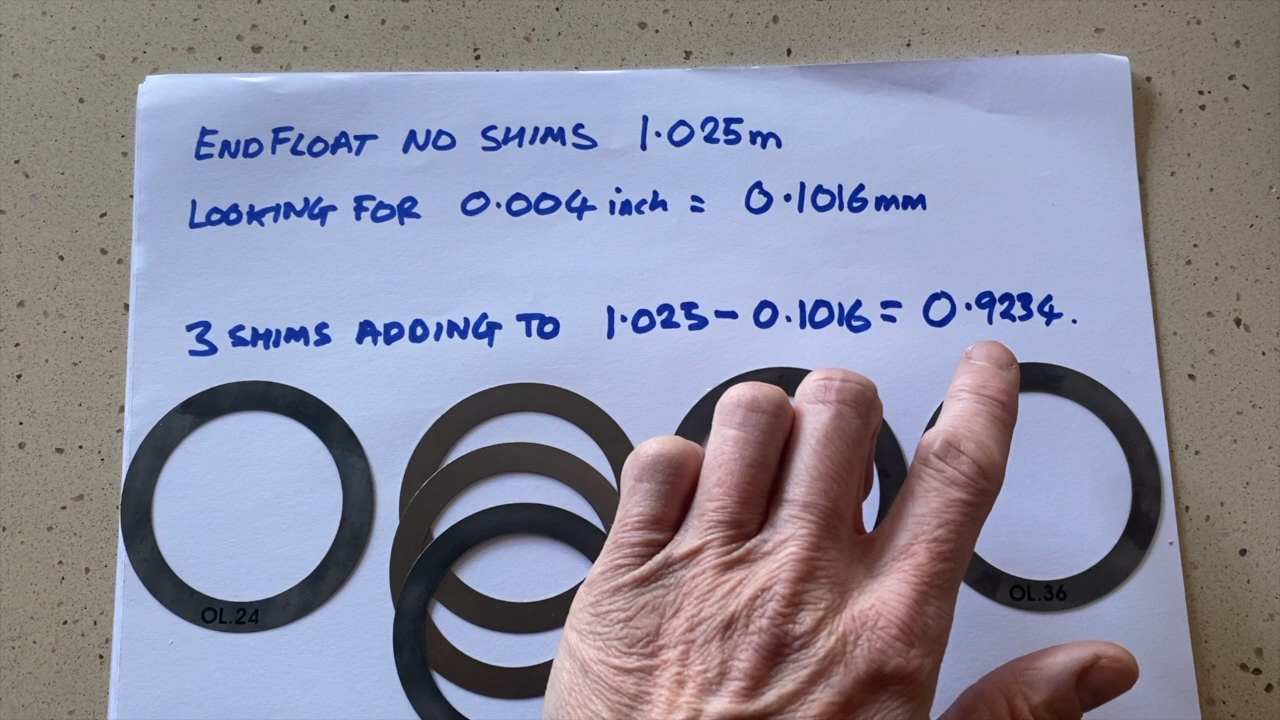 ENDFLOAT NO SHIMS 1.025m
LOOKING FOR 0.004 inch = 0.1016mm
3 SHIMS ADDING TO 1.025 - 0.1016 = 0.9234.
OL.24
OL.36